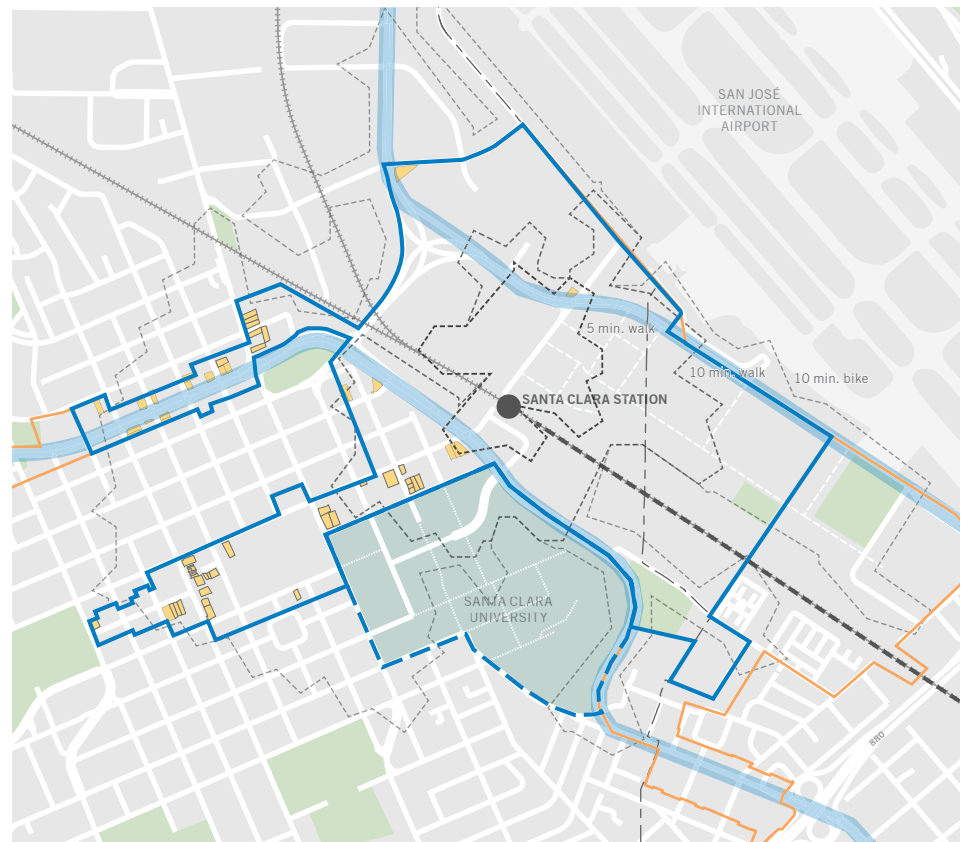 SAN JOSÉ
INTERNATIONAL
AIRPORT
5 min. walk
10 min. walk
10 min. bike
SANTA CLARA STATION
SANTA CLARA
UNIVERSITY
880